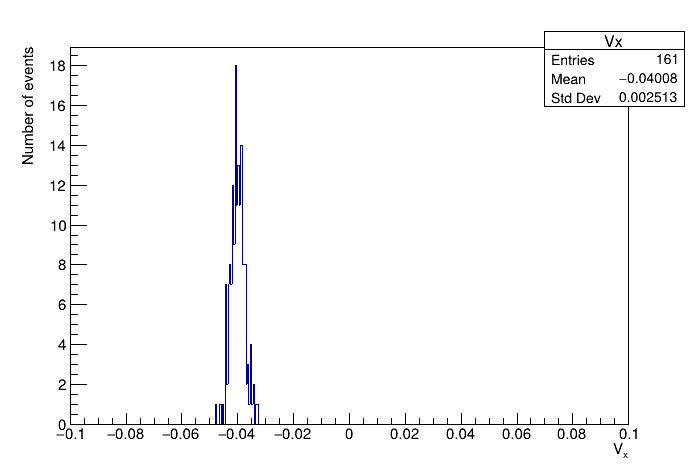 Vx
Entries 161
Mean −0.04008
Std Dev 0.002513
Number of events
18
16
14
12
10
8
6
4
2
0
−0.1 −0.08 −0.06 −0.04 −0.02 0 0.02 0.04 0.06 0.08 0.1
Vx